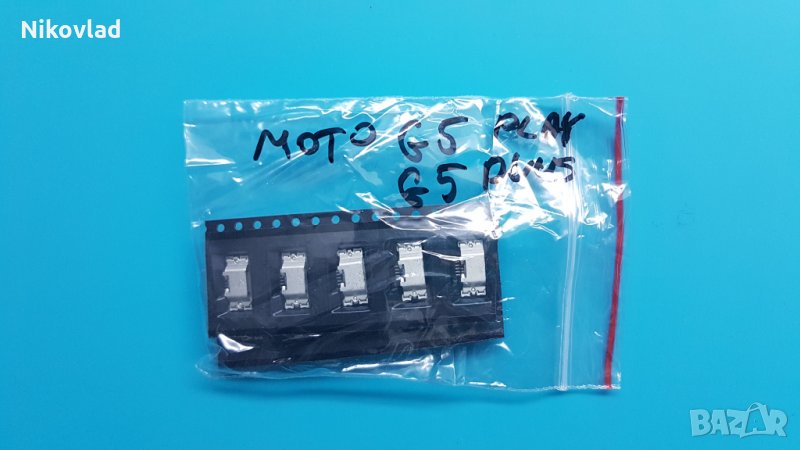 Nikovlad
MOTO G5 PLAY
G5 PLUS
BAZAR